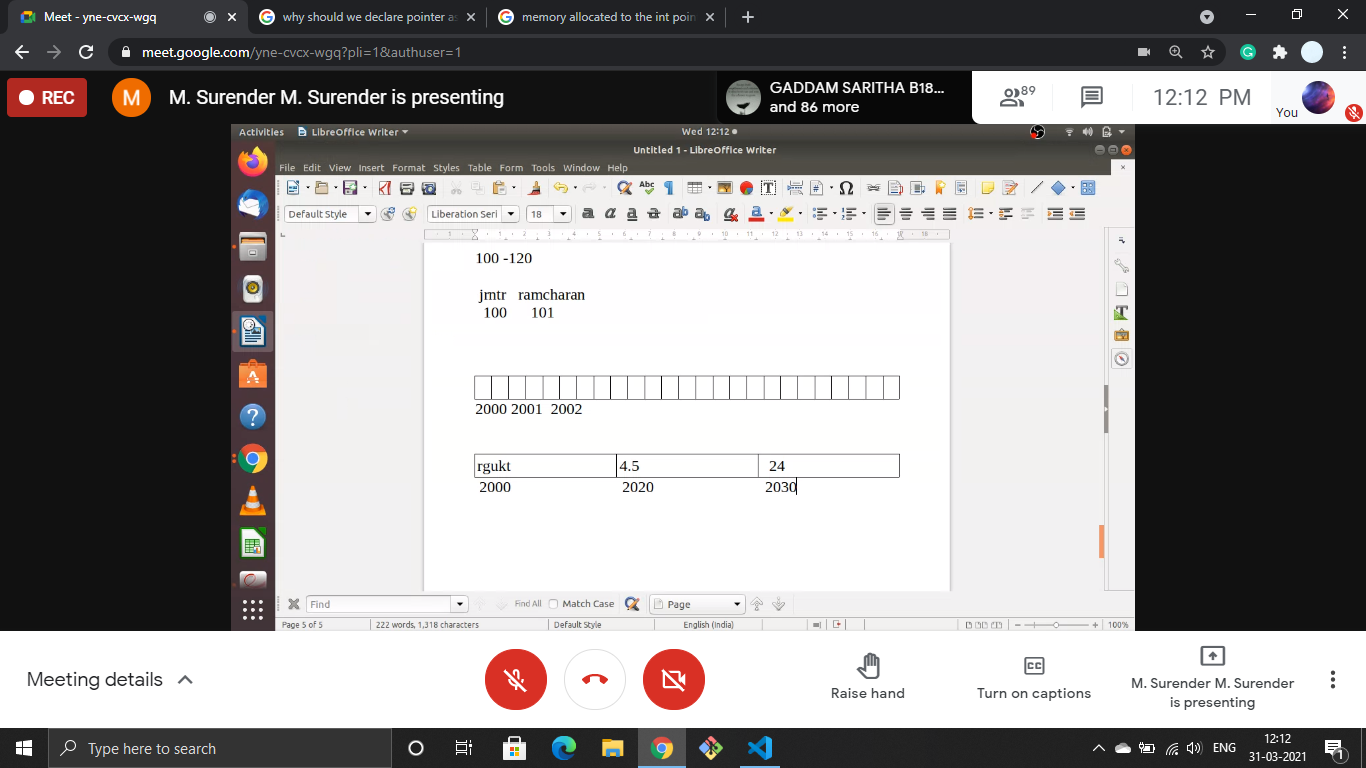 Meet - yne-cvcx-wgq
why should we declare pointer as
memory allocated to the int poin
meet.google.com/yne-cvcx-wgq?pli=1&authuser=1
REC
M
M. Surender M. Surender is presenting
GADDAM SARITHA B18...
and 86 more
89
12:12 PM
You
Activities
LibreOffice Writer
Wed 12:12
Untitled 1 - LibreOffice Writer
File Edit View Insert Format Styles Table Form Tools Window Help
Default Style
Liberation Seri
18
100 -120
jmtr ramcharan
100 101
2000 2001 2002
rgukt 4.5 24
2000 2020 2030
Find
Find All
Match Case
Page
Page 5 of 5
222 words, 1,318 characters
Default Style
English (India)
100%
Meeting details
Raise hand
Turn on captions
M. Surender M. Surender
is presenting
Type here to search
ENG
12:12
31-03-2021
1